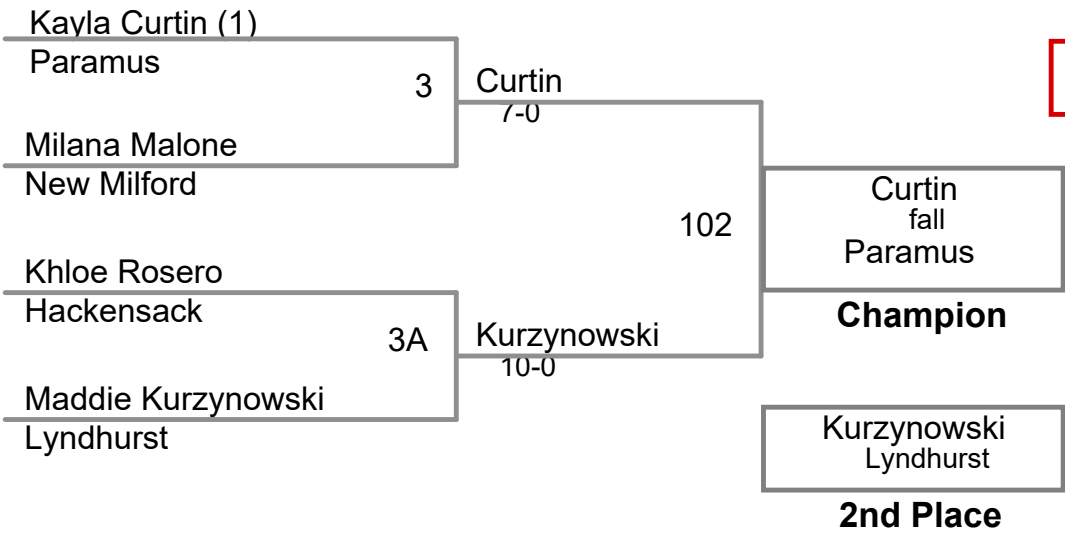 Kayla Curtin (1)
Paramus
3
Curtin
7-0
Milana Malone
New Milford
102
Curtin
fall
Paramus
Champion
Khloe Rosero
Hackensack
3A
Kurzynowski
10-0
Maddie Kurzynowski
Lyndhurst
Kurzynowski
Lyndhurst
2nd Place